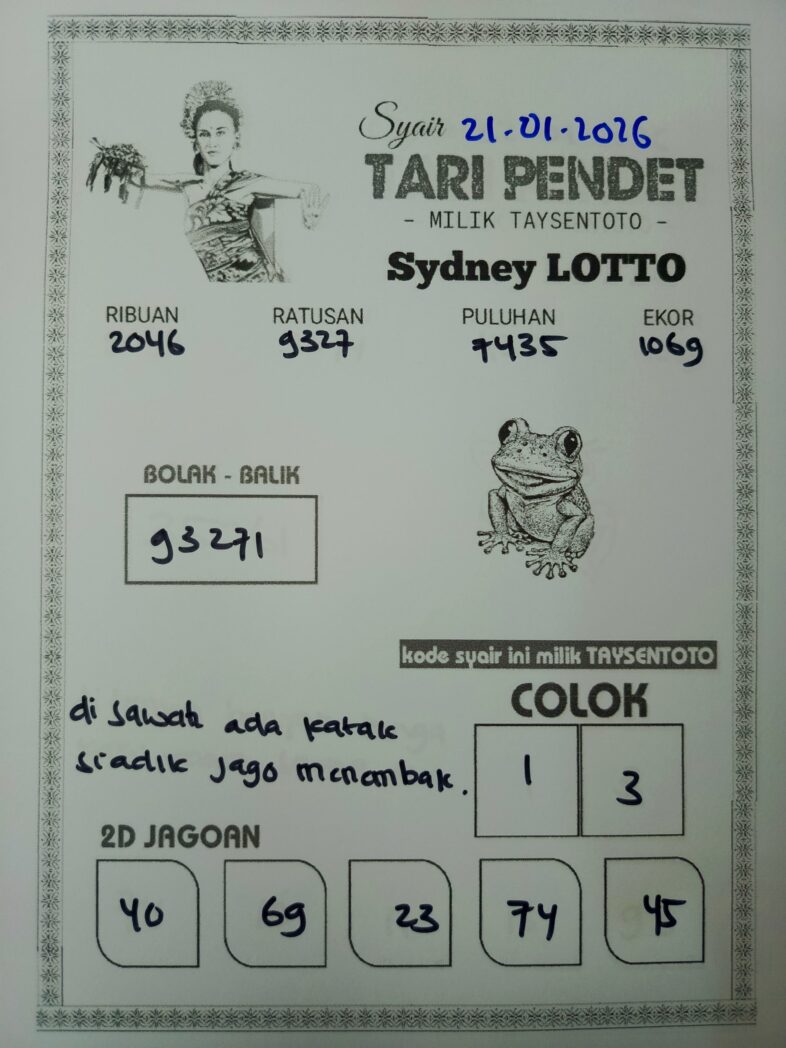 Syair 21.01.2026
TARI PENDET
- MILIK TAYSENTOTO -
Sydney LOTTO
RIBUAN RATUSAN PULUHAN EKOR
2046 9327 7435 1069
BOLAK - BALIK
93271
kode syair ini milik TAYSENTOTO
COLOK
1 3
di sawah ada katak
siadik jago menembak.
2D JAGOAN
40 69 23 74 45